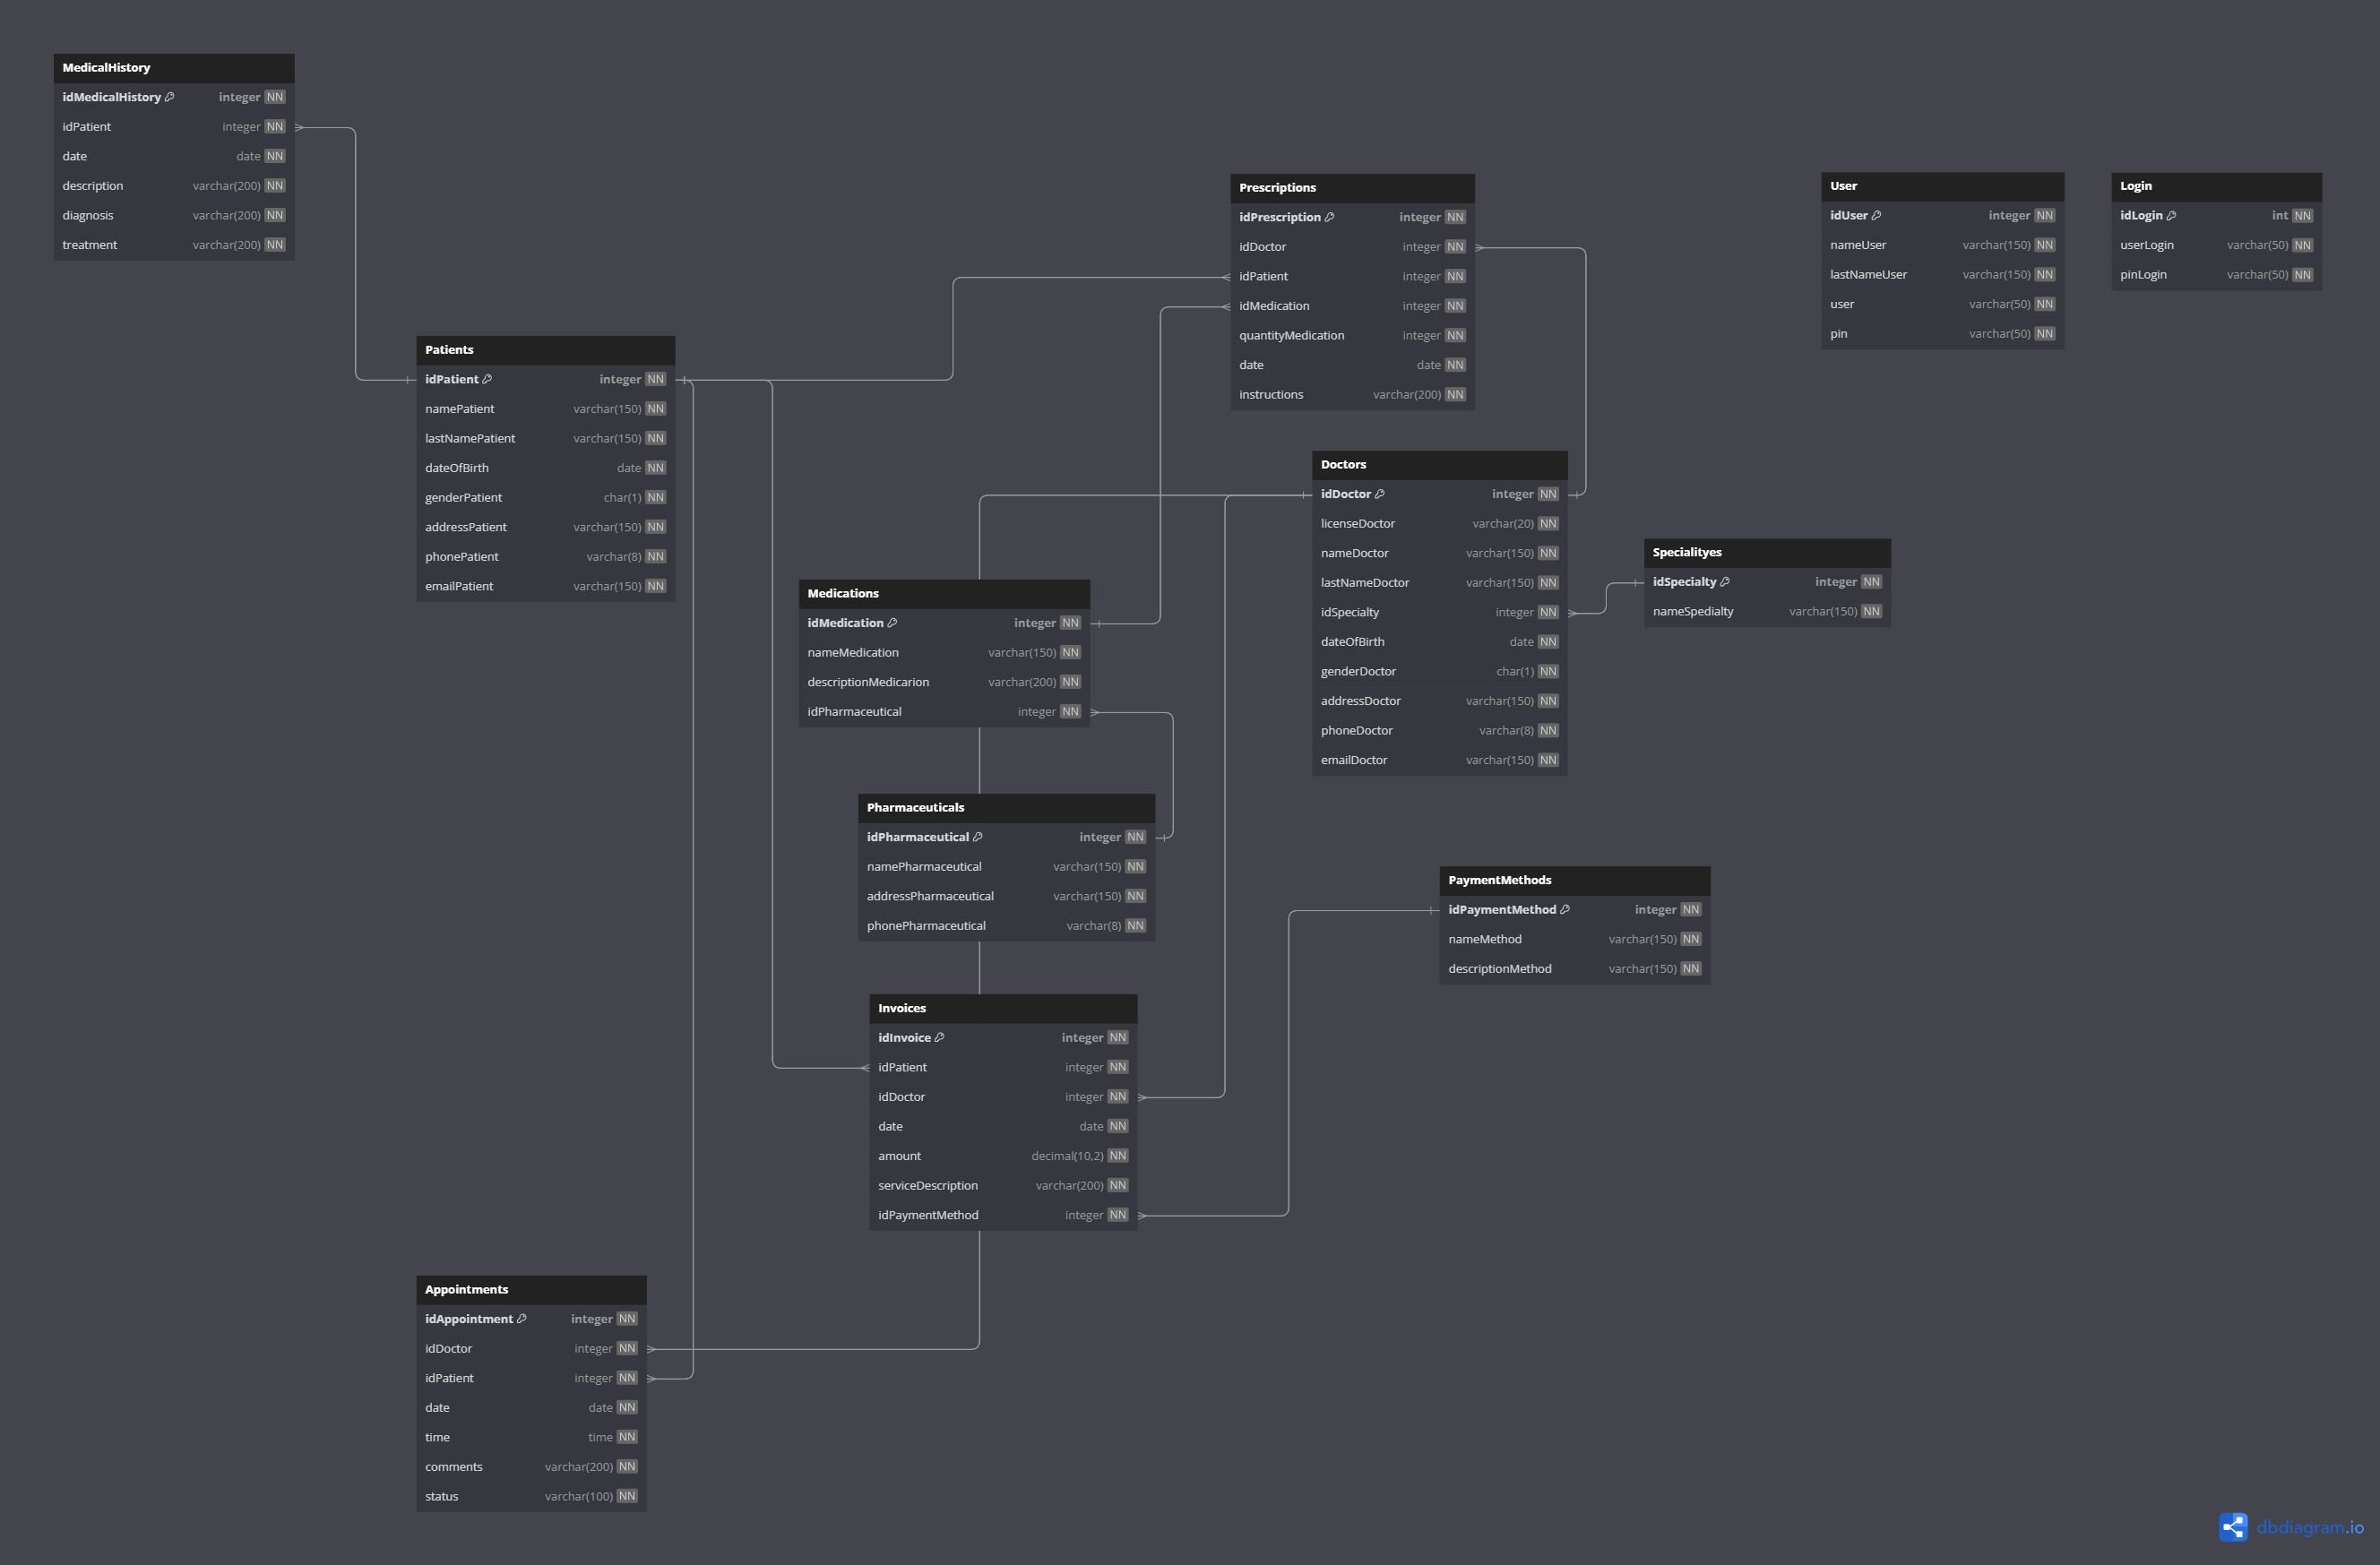 MedicalHistory
idMedicalHistory integer NN
idPatient integer NN
date date NN
description varchar(200) NN
diagnosis varchar(200) NN
treatment varchar(200) NN
Patients
idPatient integer NN
namePatient varchar(150) NN
lastNamePatient varchar(150) NN
dateOfBirth date NN
genderPatient char(1) NN
addressPatient varchar(150) NN
phonePatient varchar(8) NN
emailPatient varchar(150) NN
Prescriptions
idPrescription integer NN
idDoctor integer NN
idPatient integer NN
idMedication integer NN
quantityMedication integer NN
date date NN
instructions varchar(200) NN
User
idUser integer NN
nameUser varchar(150) NN
lastNameUser varchar(150) NN
user varchar(50) NN
pin varchar(50) NN
Login
idLogin int NN
userLogin varchar(50) NN
pinLogin varchar(50) NN
Doctors
idDoctor integer NN
licenseDoctor varchar(20) NN
nameDoctor varchar(150) NN
lastNameDoctor varchar(150) NN
idSpecialty integer NN
dateOfBirth date NN
genderDoctor char(1) NN
addressDoctor varchar(150) NN
phoneDoctor varchar(8) NN
emailDoctor varchar(150) NN
Specialityes
idSpecialty integer NN
nameSpedialty varchar(150) NN
Medications
idMedication integer NN
nameMedication varchar(150) NN
descriptionMedicarion varchar(200) NN
idPharmaceutical integer NN
Pharmaceuticals
idPharmaceutical integer NN
namePharmaceutical varchar(150) NN
addressPharmaceutical varchar(150) NN
phonePharmaceutical varchar(8) NN
PaymentMethods
idPaymentMethod integer NN
nameMethod varchar(150) NN
descriptionMethod varchar(150) NN
Invoices
idInvoice integer NN
idPatient integer NN
idDoctor integer NN
date date NN
amount decimal(10,2) NN
serviceDescription varchar(200) NN
idPaymentMethod integer NN
Appointments
idAppointment integer NN
idDoctor integer NN
idPatient integer NN
date date NN
time time NN
comments varchar(200) NN
status varchar(100) NN
dbdiagram.io